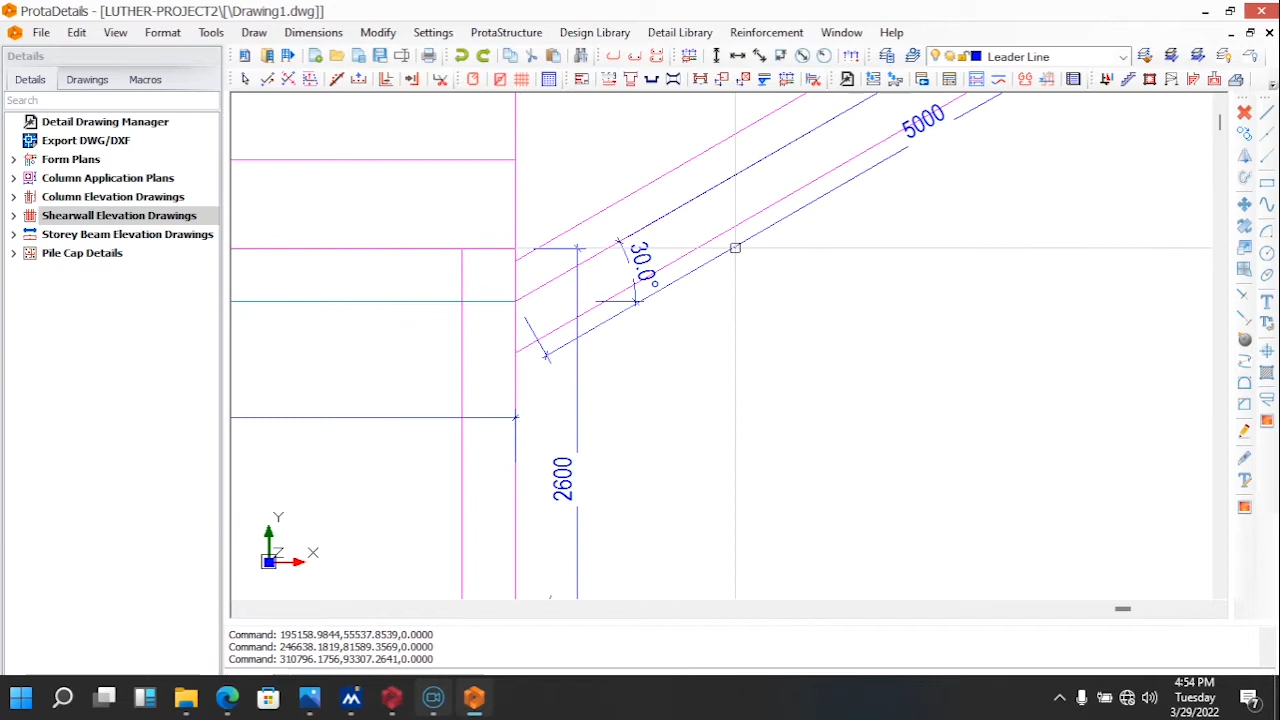 ProtaDetails - [LUTHER-PROJECT2\[\Drawing1.dwg]]
File Edit View Format Tools Draw Dimensions Modify Settings ProtaStructure Design Library Detail Library Reinforcement Window Help
Details
Leader Line
Details Drawings Macros
Search
Detail Drawing Manager
Export DWG/DXF
Form Plans
Column Application Plans
Column Elevation Drawings
Shearwall Elevation Drawings
Storey Beam Elevation Drawings
Pile Cap Details
5000
30.0°
2600
Y
Z X
Command: 195158.9844,55537.8539,0.0000
Command: 246638.1819,81589.3569,0.0000
Command: 310796.1756,93307.2641,0.0000
4:54 PM
Tuesday
3/29/2022
7